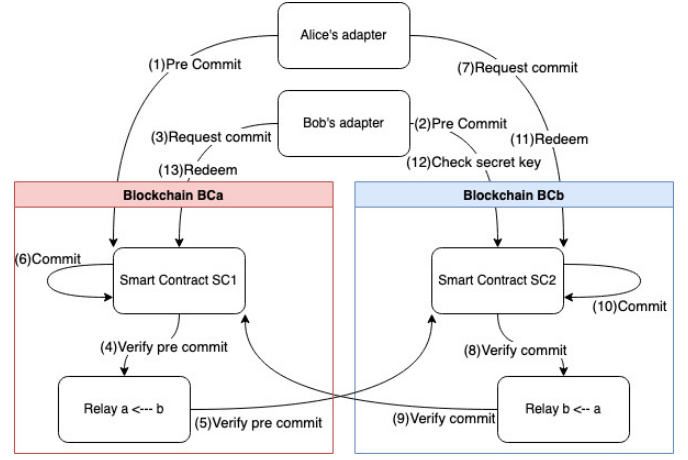 Alice's adapter
(1)Pre Commit
(7)Request commit
Bob's adapter
(2)Pre Commit
(3)Request commit
(11)Redeem
(12)Check secret key
(13)Redeem
Blockchain BCa
Blockchain BCb
(6)Commit
Smart Contract SC1
Smart Contract SC2
(10)Commit
(4)Verify pre commit
(8)Verify commit
Relay a <--- b
(5)Verify pre commit
(9)Verify commit
Relay b <-- a